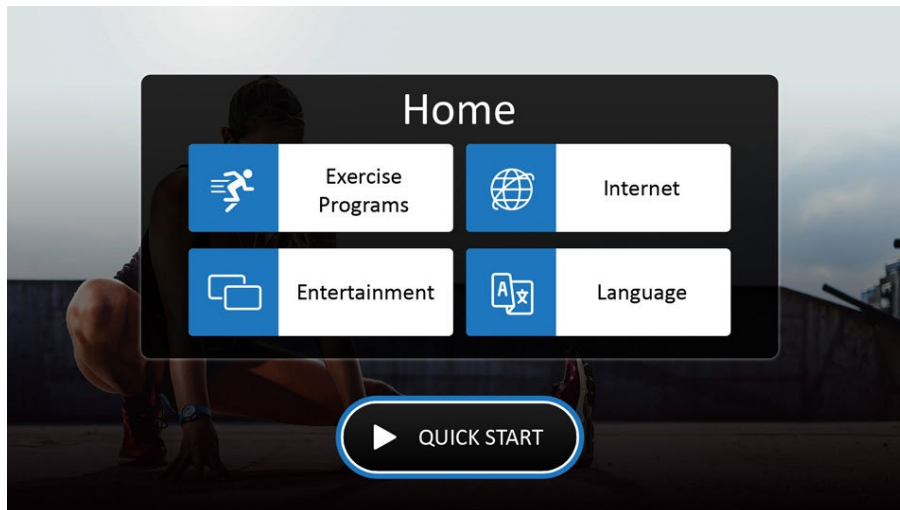 Home
Exercise
Programs
Internet
Entertainment
A
Language
QUICK START